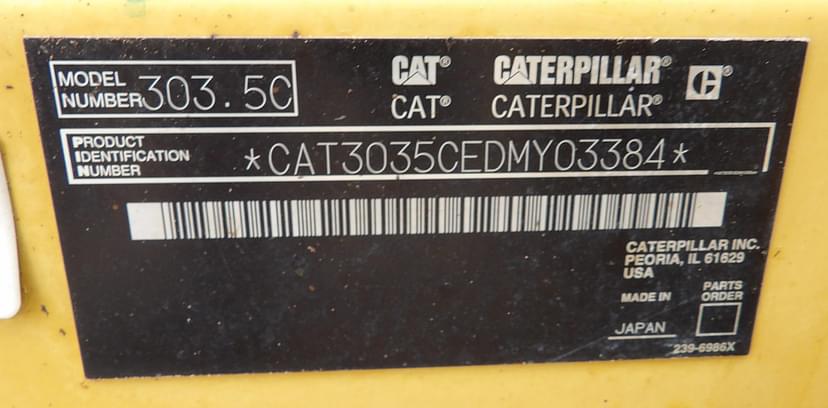 MODEL NUMBER 303.5C
CAT® CATERPILLAR® C®
CAT® CATERPILLAR®
PRODUCT
IDENTIFICATION
NUMBER
*CAT3035CEDMY03384*
CATERPILLAR INC.
PEORIA, IL 61629
USA
MADE IN
JAPAN
PARTS
ORDER
239-6986X